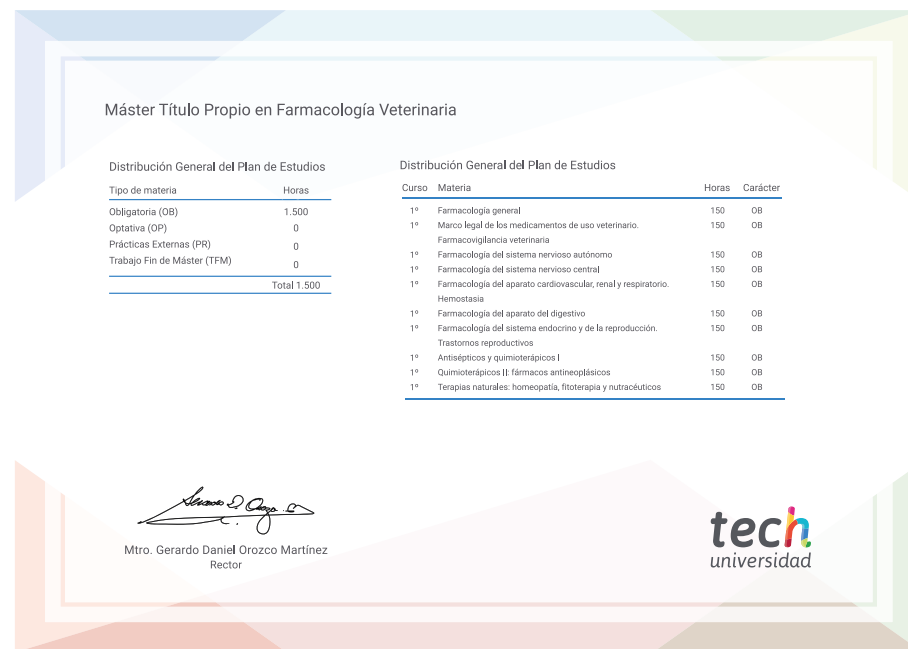 Máster Título Propio en Farmacología Veterinaria
Distribución General del Plan de Estudios
Tipo de materia Horas
Obligatoria (OB) 1.500
Optativa (OP) 0
Prácticas Externas (PR) 0
Trabajo Fin de Máster (TFM) 0
Total 1.500
Distribución General del Plan de Estudios
Curso Materia Horas Carácter
1º Farmacología general 150 OB
1º Marco legal de los medicamentos de uso veterinario. 150 OB
Farmacovigilancia veterinaria
1º Farmacología del sistema nervioso autónomo 150 OB
1º Farmacología del sistema nervioso central 150 OB
1º Farmacología del aparato cardiovascular, renal y respiratorio. 150 OB
Hemostasia
1º Farmacología del aparato del digestivo 150 OB
1º Farmacología del sistema endocrino y de la reproducción. 150 OB
Trastornos reproductivos
1º Antisépticos y quimioterápicos I 150 OB
1º Quimioterápicos II: fármacos antineoplásicos 150 OB
1º Terapias naturales: homeopatía, fitoterapia y nutracéuticos 150 OB
Mtro. Gerardo Daniel Orozco Martínez
Rector
tech
universidad